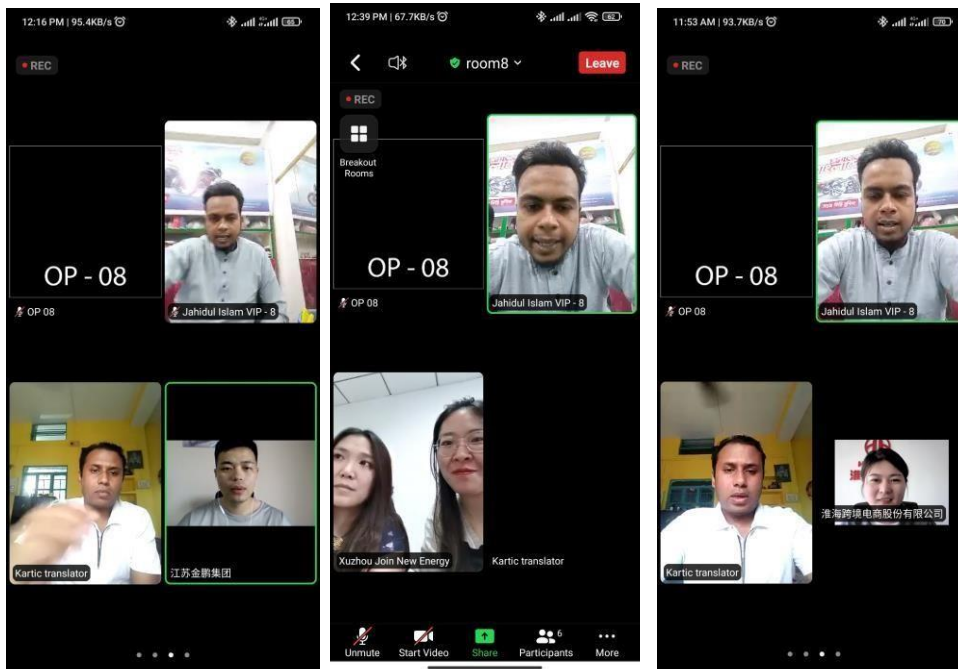 12:16 PM | 95.4KB/s
65
REC
OP - 08
OP 08
Jahidul Islam VIP - 8
Kartic translator
江苏金鹏集团
12:39 PM | 67.7KB/s
62
room8
Leave
REC
Breakout
Rooms
OP - 08
OP 08
Jahidul Islam VIP - 8
Xuzhou Join New Energy
Kartic translator
Unmute
Start Video
Share
Participants
6
More
11:53 AM | 93.7KB/s
70
REC
OP - 08
OP 08
Jahidul Islam VIP - 8
Kartic translator
淮海跨境电商股份有限公司